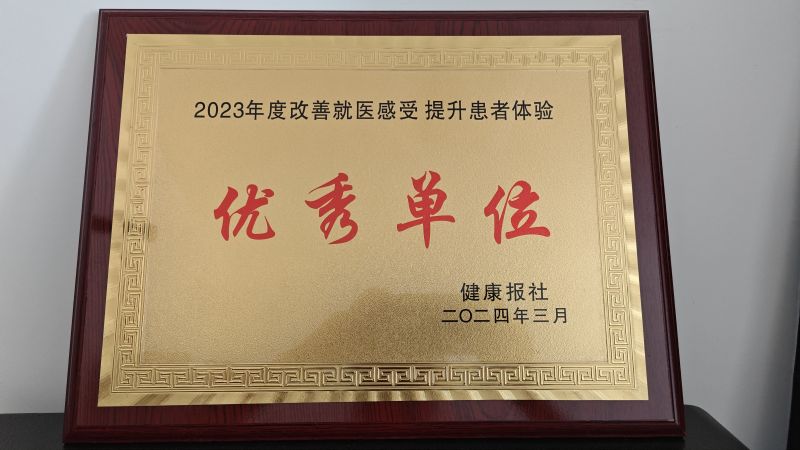 2023年度改善就医感受 提升患者体验
优秀单位
健康报社
二〇二四年三月